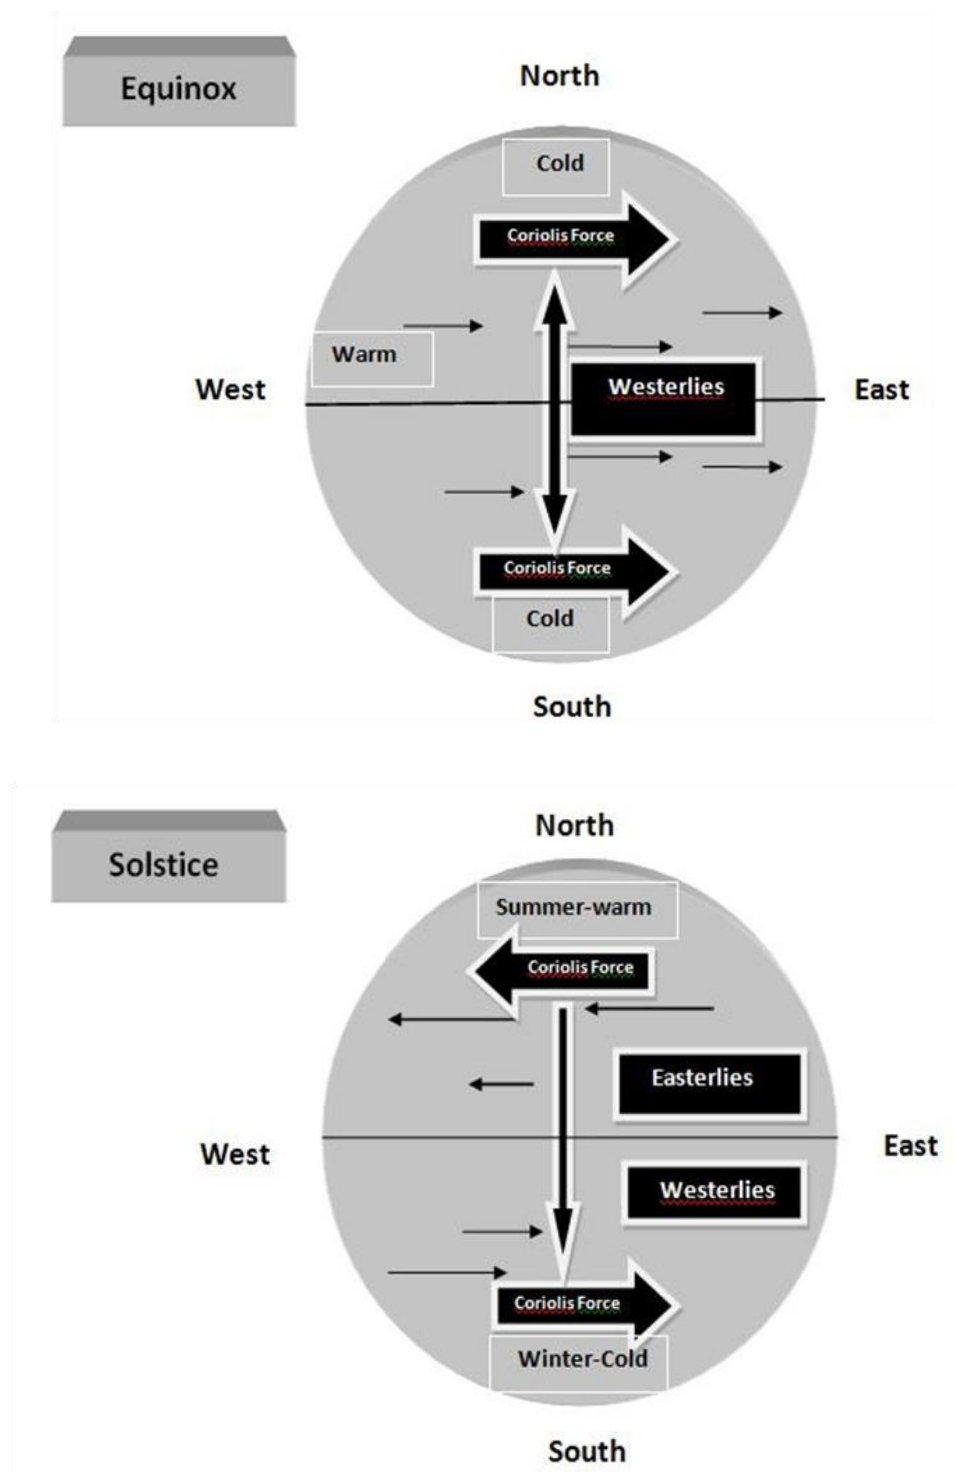 Equinox
North
Cold
Coriolis Force
Warm
West
Westerlies
East
Coriolis Force
Cold
South
Solstice
North
Summer-warm
Coriolis Force
Easterlies
West
East
Westerlies
Coriolis Force
Winter-Cold
South